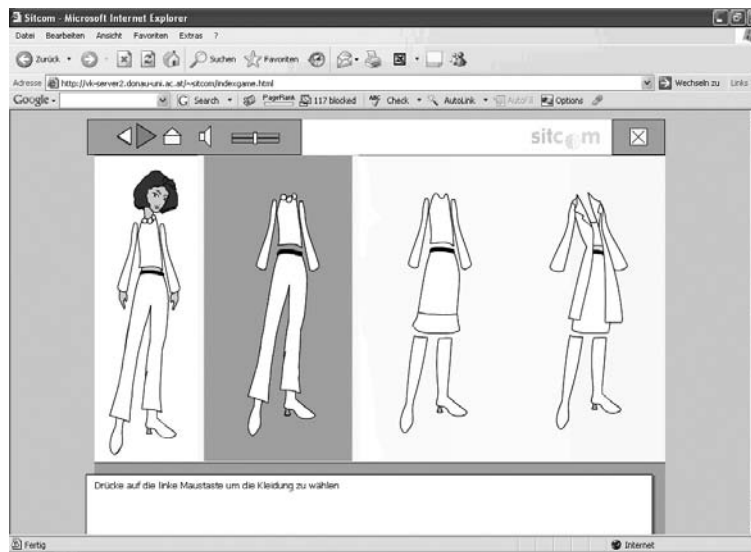 Sitcom - Microsoft Internet Explorer
Datei Bearbeiten Ansicht Favoriten Extras ?
Zurück Suchen Favoriten
Adresse http://vk-server2.donau-uni.ac.at/~sitcom/indexgame.html Wechseln zu Links
Google - Search PageRank 117 blocked Check AutoLink AutoFill Options
sitcom
Drücke auf die linke Maustaste um die Kleidung zu wählen
Fertig Internet